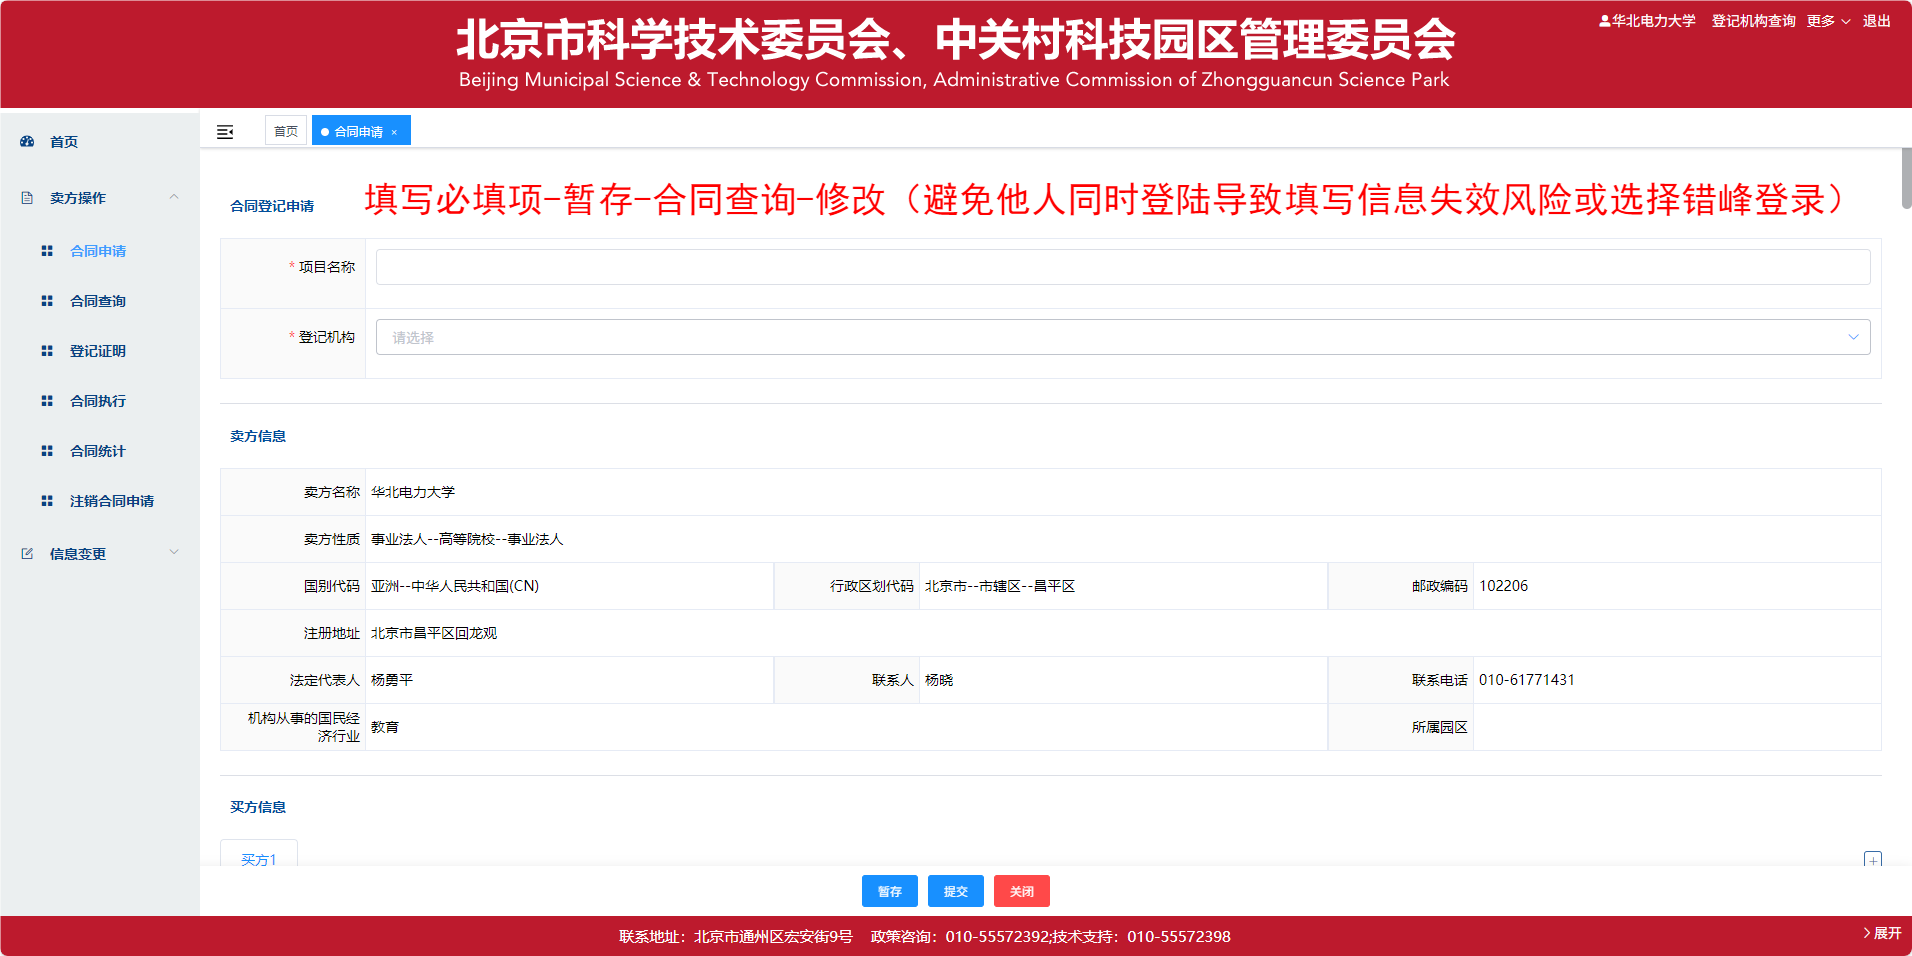 北京市科学技术委员会、中关村科技园区管理委员会
Beijing Municipal Science & Technology Commission, Administrative Commission of Zhongguancun Science Park
华北电力大学 登记机构查询 更多 退出
首页
卖方操作
合同申请
合同查询
登记证明
合同执行
合同统计
注销合同申请
信息变更
首页 合同申请 ×
合同登记申请
填写必填项-暂存-合同查询-修改（避免他人同时登陆导致填写信息失效风险或选择错峰登录）
* 项目名称
* 登记机构 请选择
卖方信息
卖方名称 华北电力大学
卖方性质 事业法人--高等院校--事业法人
国别代码 亚洲--中华人民共和国(CN) 行政区划代码 北京市--市辖区--昌平区 邮政编码 102206
注册地址 北京市昌平区回龙观
法定代表人 杨勇平 联系人 杨晓 联系电话 010-61771431
机构从事的国民经
济行业 教育 所属园区
买方信息
买方1
暂存 提交 关闭
联系地址：北京市通州区宏安街9号 政策咨询：010-55572392;技术支持：010-55572398
展开